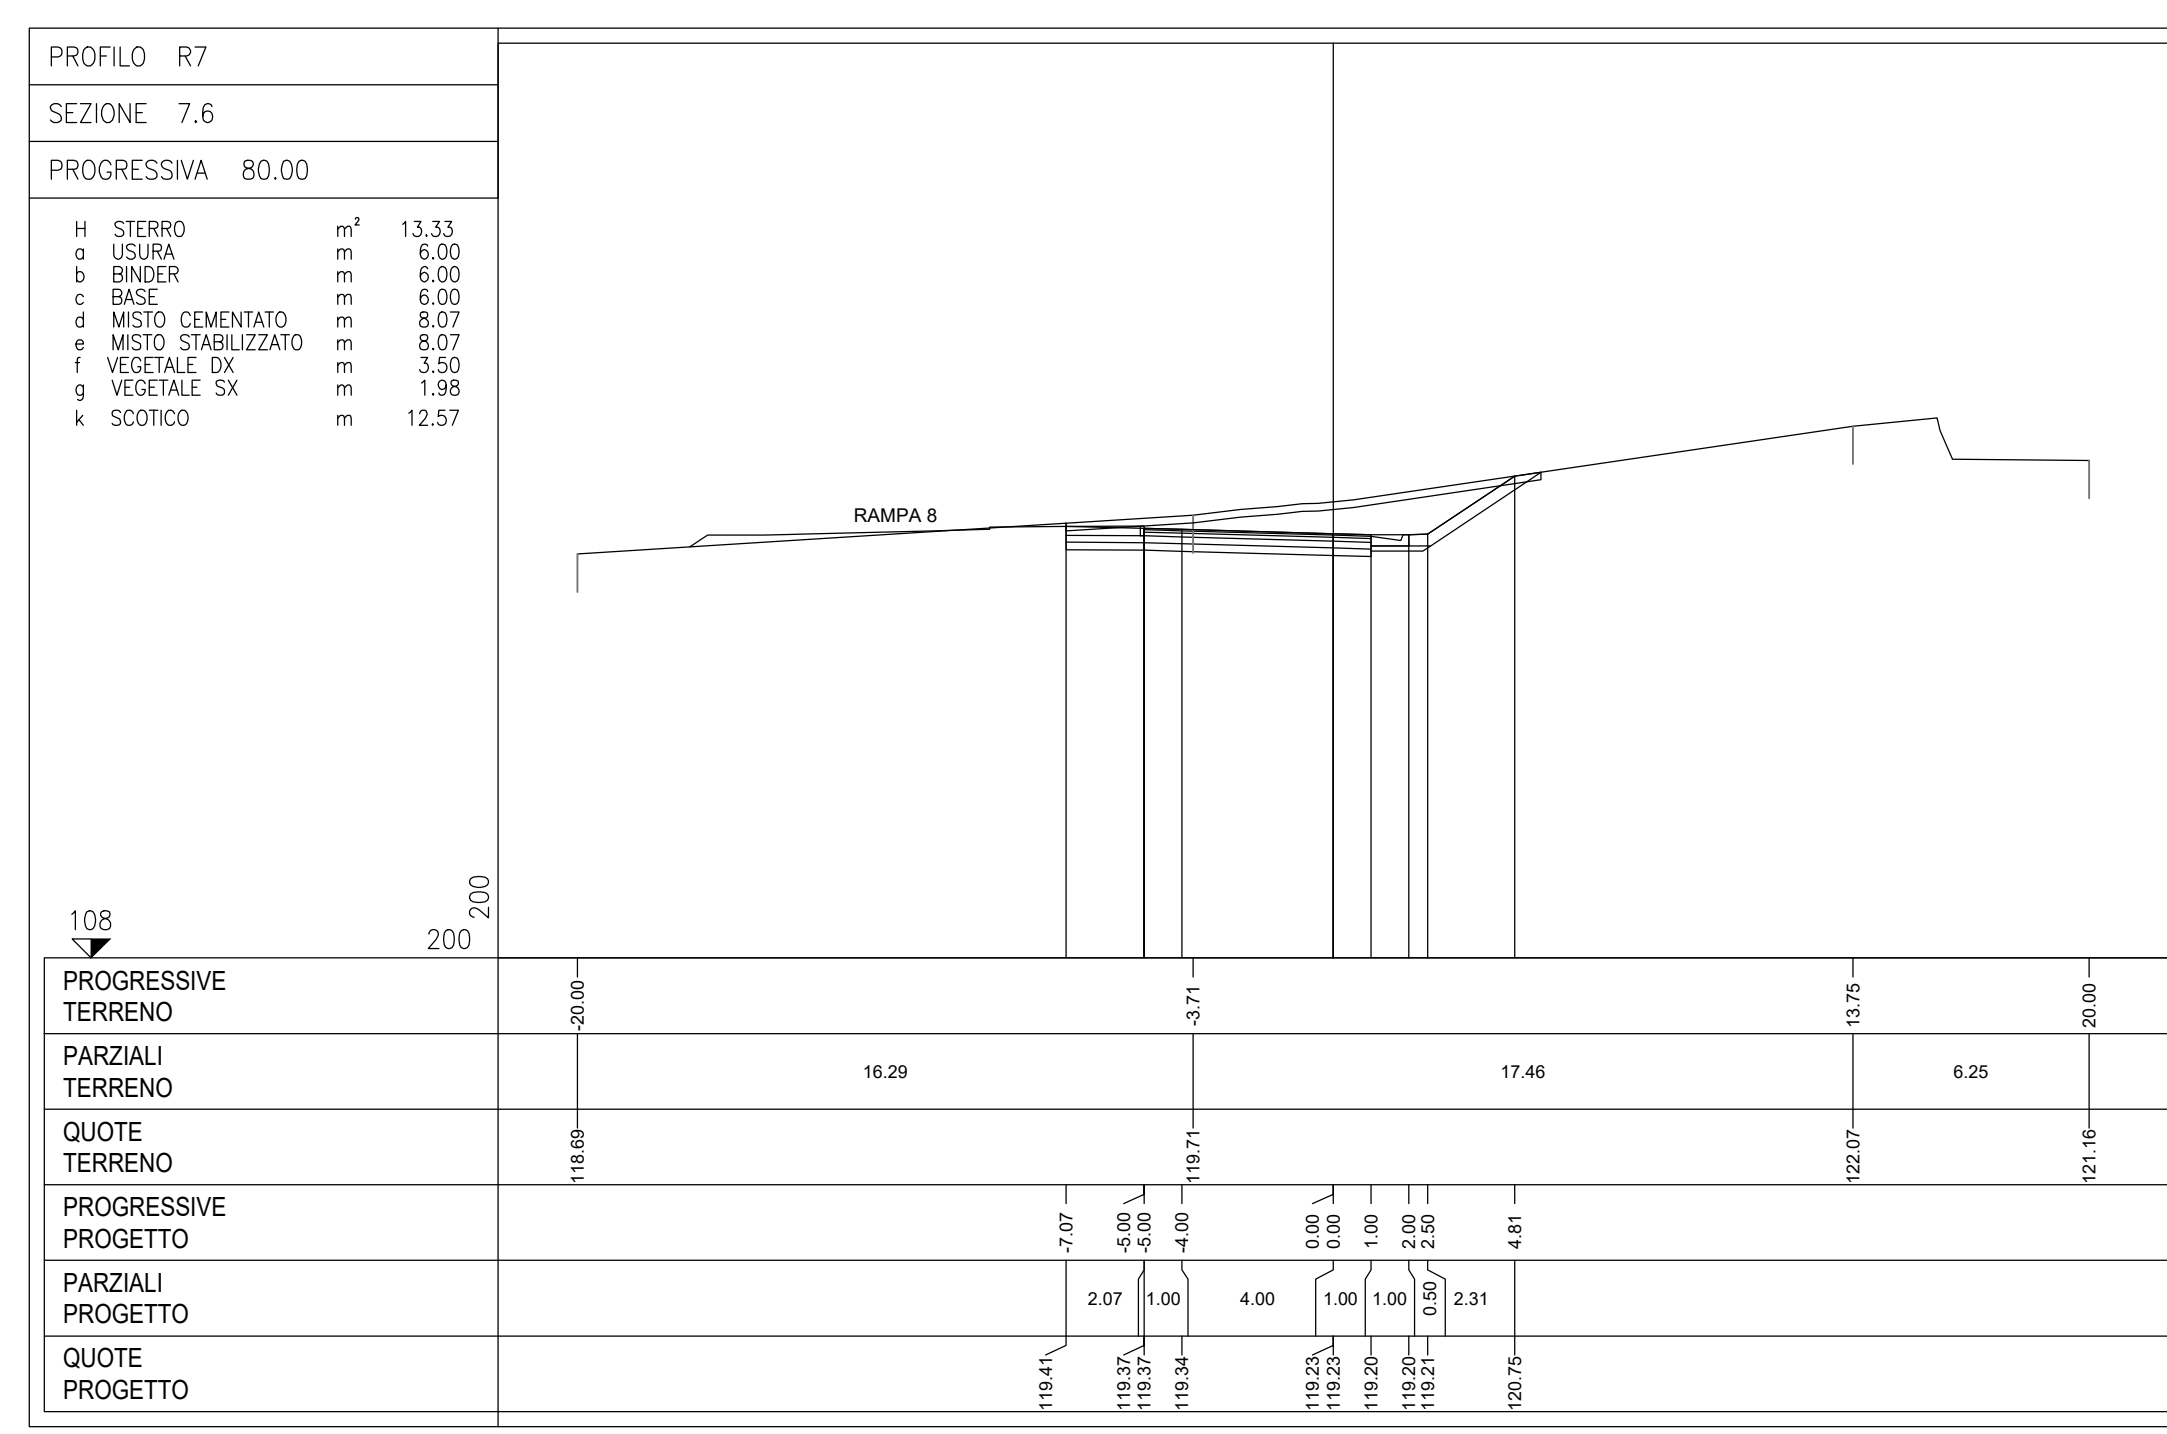 PROFILO R7
SEZIONE 7.6
PROGRESSIVA 80.00
H STERRO m² 13.33
a USURA m 6.00
b BINDER m 6.00
c BASE m 6.00
d MISTO CEMENTATO m 8.07
e MISTO STABILIZZATO m 8.07
f VEGETALE DX m 3.50
g VEGETALE SX m 1.98
k SCOTICO m 12.57
RAMPA 8
108
200
200
PROGRESSIVE
TERRENO
-20.00 -3.71 13.75 20.00
PARZIALI
TERRENO
16.29 17.46 6.25
QUOTE
TERRENO
118.69 119.71 122.07 121.16
PROGRESSIVE
PROGETTO
-7.07 -5.00 -5.00 -4.00 0.00 0.00 1.00 2.00 2.50 4.81
PARZIALI
PROGETTO
2.07 1.00 4.00 1.00 1.00 0.50 2.31
QUOTE
PROGETTO
119.41 119.37 119.37 119.34 119.23 119.23 119.20 119.20 119.21 120.75